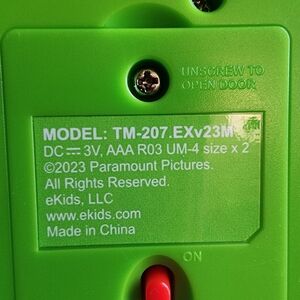 UNSCREW TO
OPEN DOOR
MODEL: TM-207.EXv23M
DC ⎓ 3V, AAA R03 UM-4 size x 2
©2023 Paramount Pictures.
All Rights Reserved.
eKids, LLC
www.ekids.com
Made in China
ON